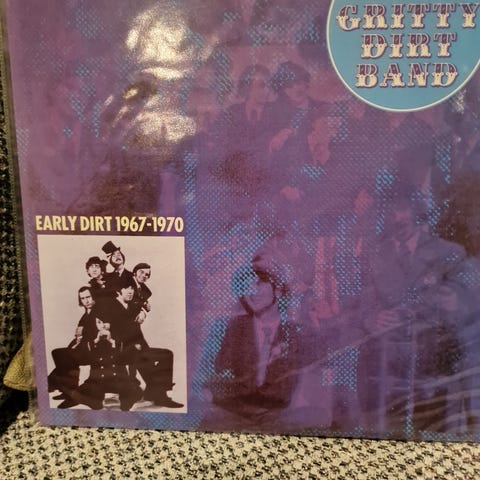 GRITTY
DIRT
BAND
EARLY DIRT 1967-1970